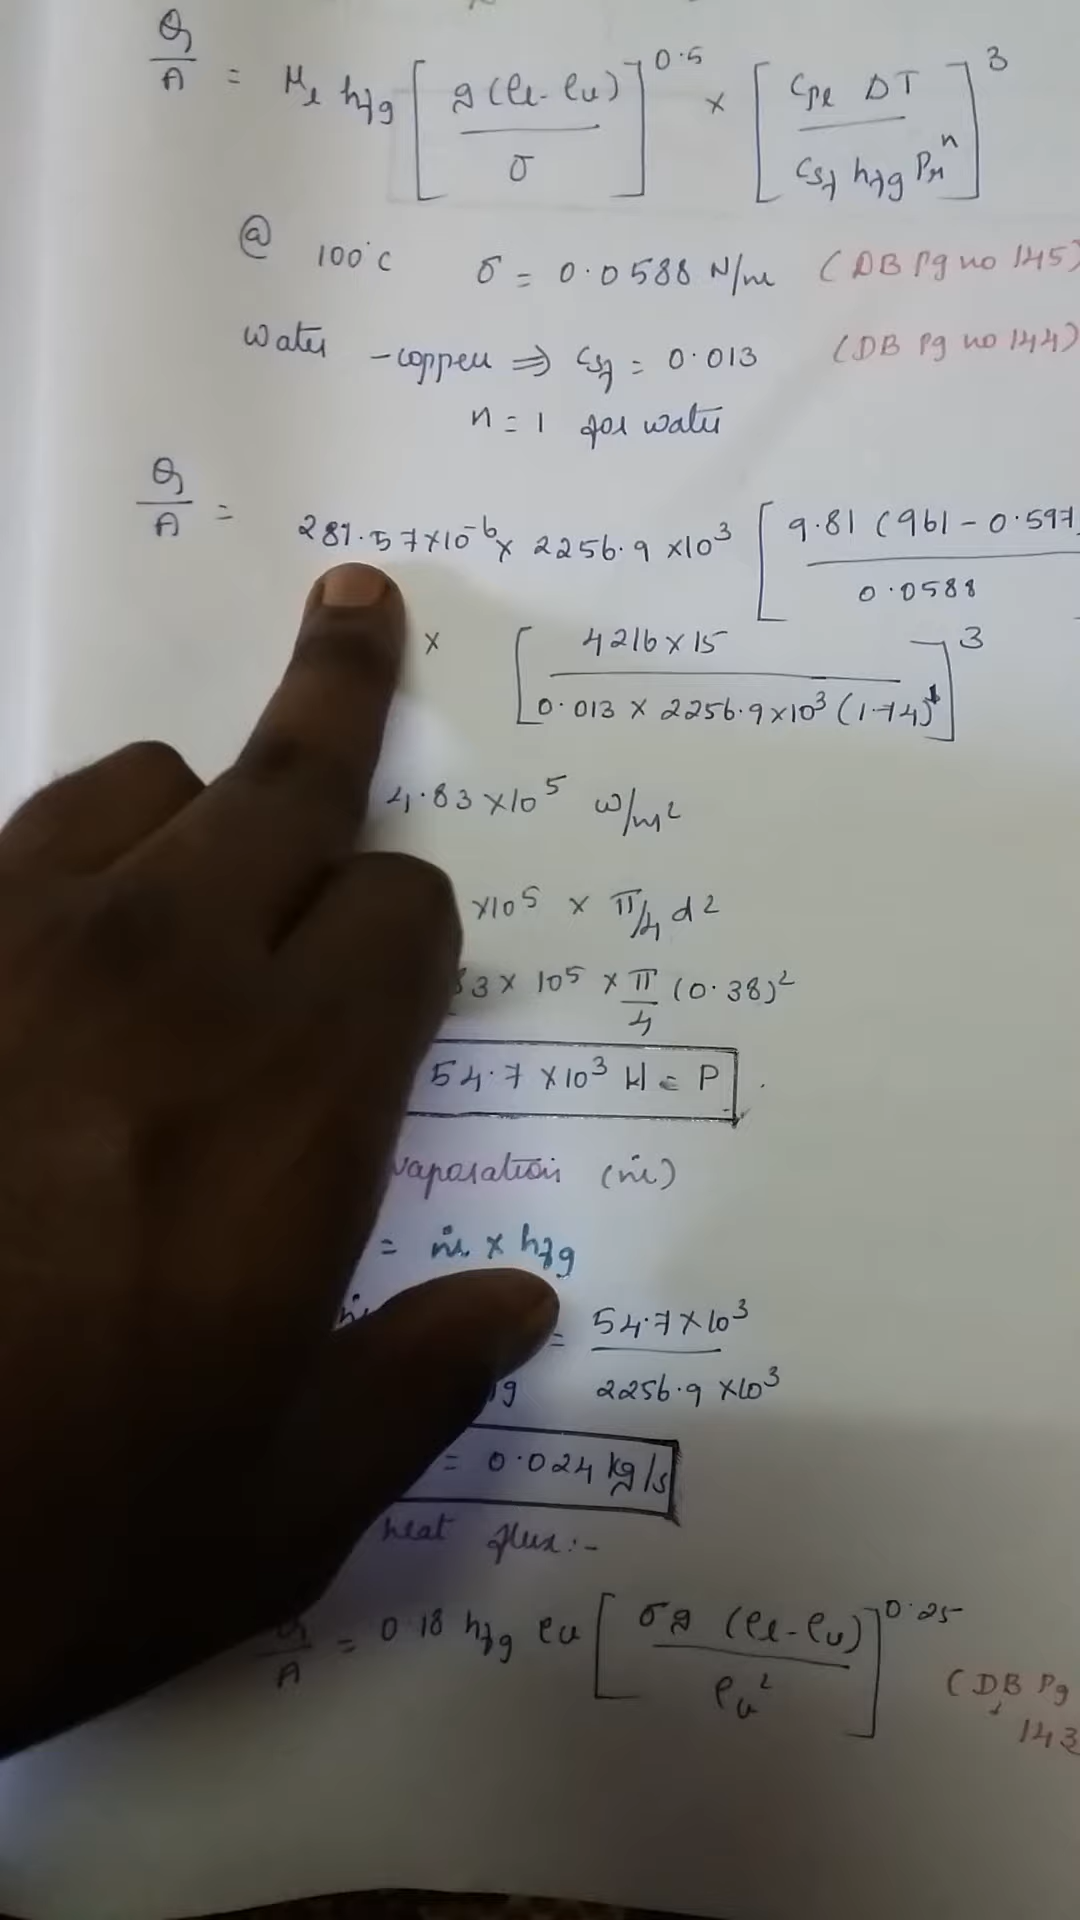 Q/A = μₗ hfg [g(ρₗ - ρᵥ) / σ]^0.5 × [Cpₗ ΔT / Csf hfg Pr^n]^3
@ 100°C σ = 0.0588 N/m (DB Pg no 145)
Water - copper ⇒ Csf = 0.013 (DB Pg no 144)
n = 1 for water
Q/A = 281.57×10^-6 × 2256.9 ×10^3 [9.81 (961 - 0.597) / 0.0588
× [4216×15 / 0.013 × 2256.9×10^3 (1.74)^1]^3
4.83 ×10^5 W/m²
×10^5 × π/4 d²
83× 10^5 × π/4 (0.38)²
54.7 ×10^3 W = P
vaporation (ṁ)
= ṁ × hfg
ṁ = 54.7×10^3 / 2256.9 ×10^3
= 0.024 kg/s
heat flux:-
Q/A = 0.18 hfg ρᵥ [σg (ρₗ-ρᵥ) / ρᵥ²]^0.25 (DB Pg
143